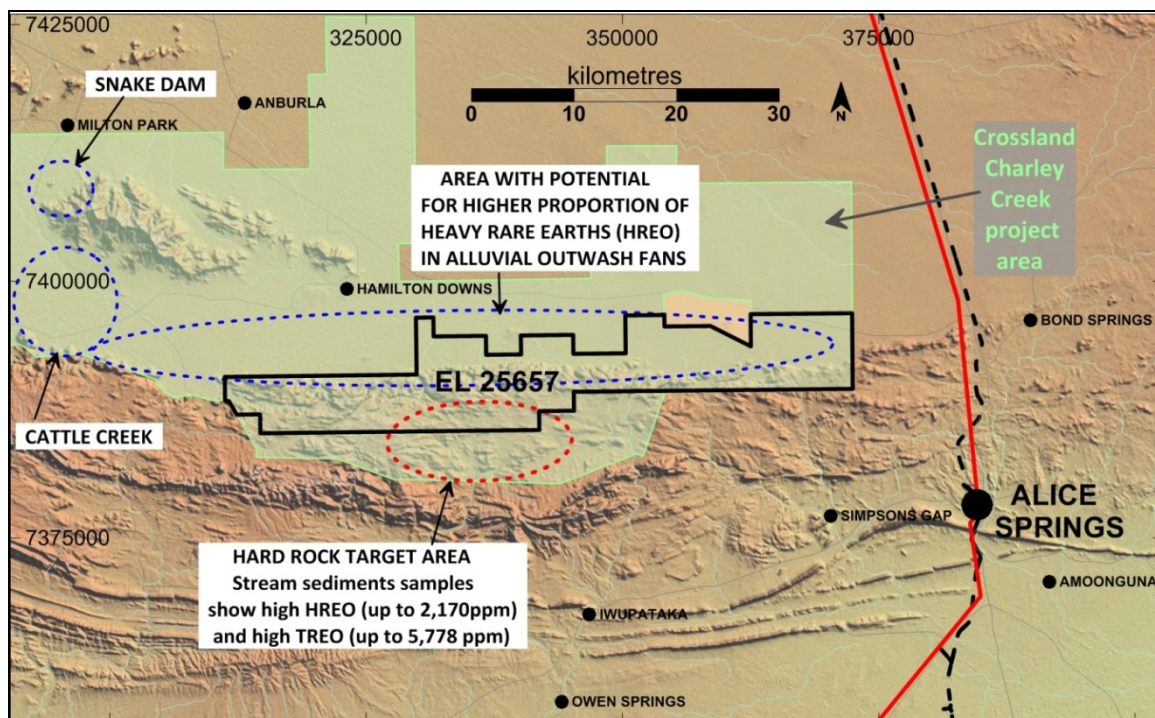 7425000
325000
350000
375000
kilometres
0 10 20 30
N
SNAKE DAM
ANBURLA
MILTON PARK
AREA WITH POTENTIAL
FOR HIGHER PROPORTION OF
HEAVY RARE EARTHS (HREO)
IN ALLUVIAL OUTWASH FANS
Crossland
Charley
Creek
project
area
7400000
HAMILTON DOWNS
BOND SPRINGS
EL 25657
CATTLE CREEK
ALICE
SPRINGS
SIMPSONS GAP
7375000
HARD ROCK TARGET AREA
Stream sediments samples
show high HREO (up to 2,170ppm)
and high TREO (up to 5,778 ppm)
AMOONGUNA
IWUPATAKA
OWEN SPRINGS